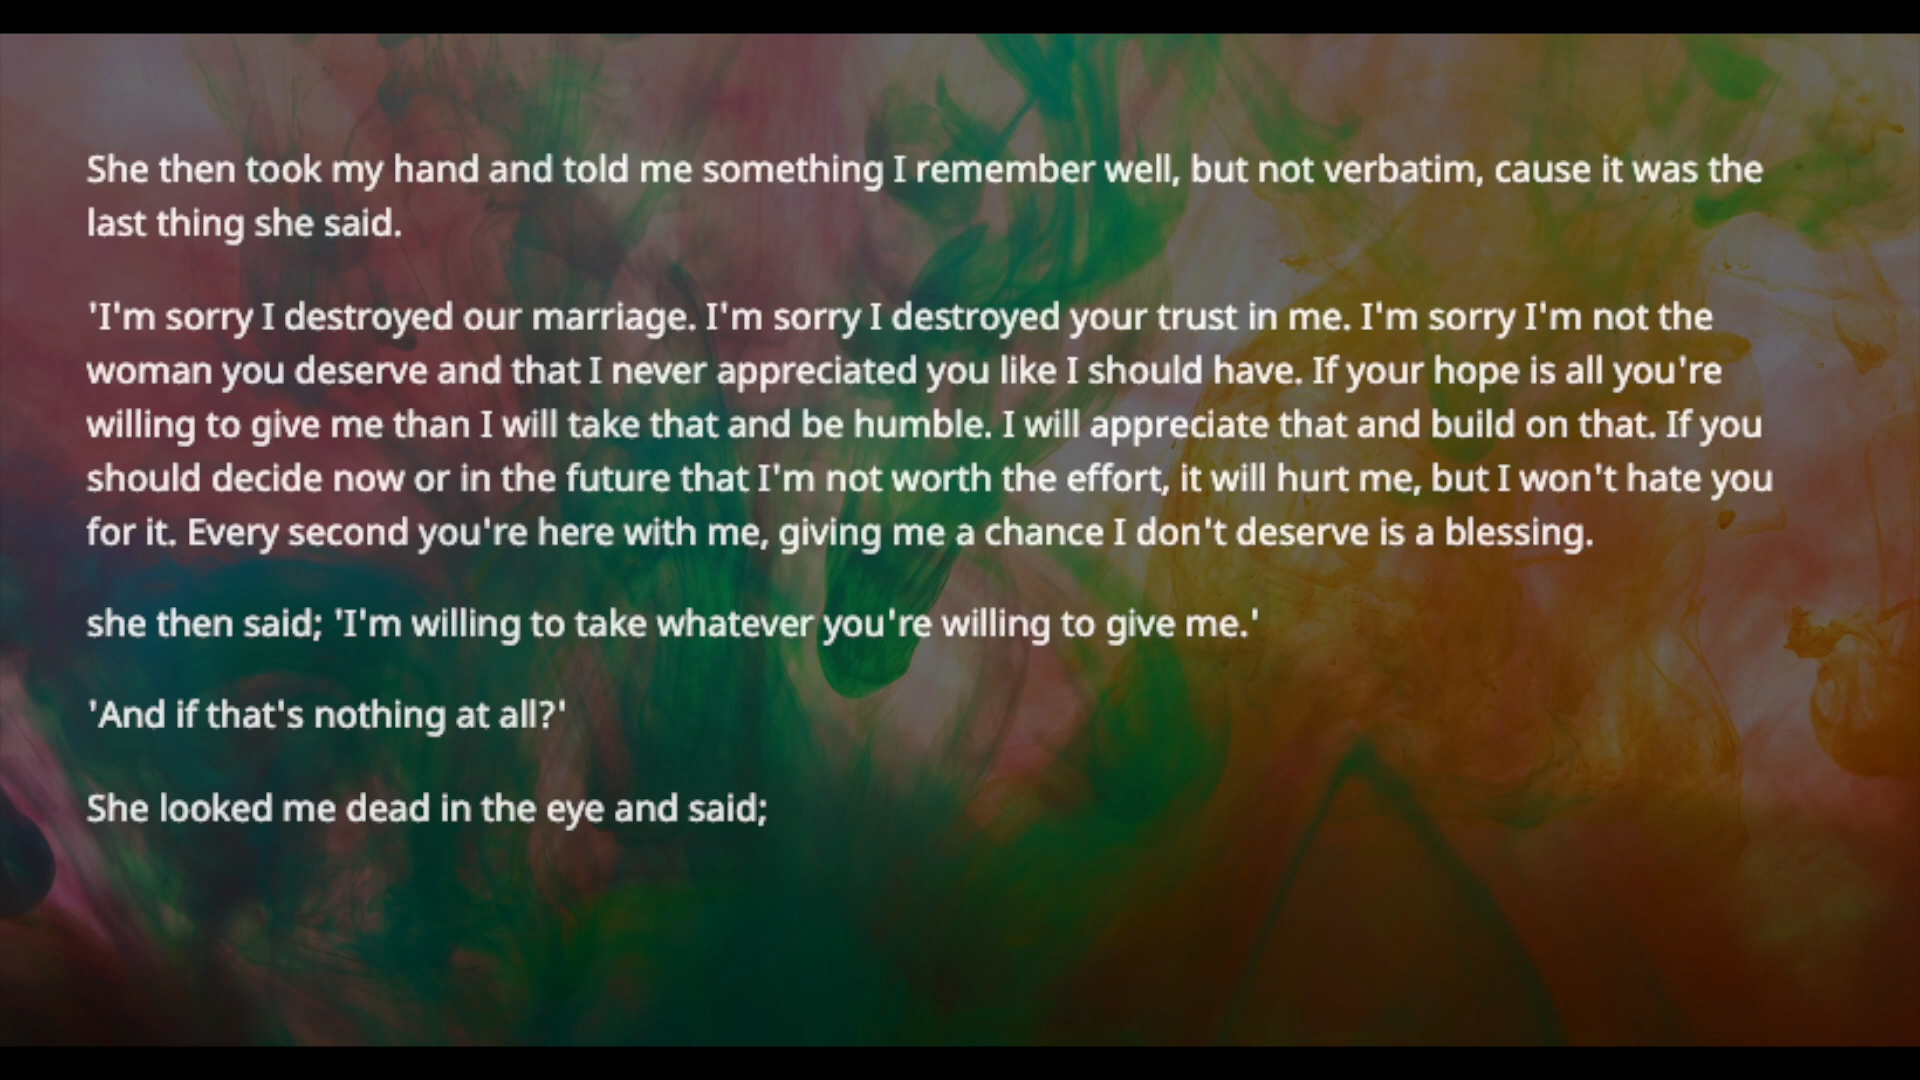 She then took my hand and told me something I remember well, but not verbatim, cause it was the
last thing she said.
'I'm sorry I destroyed our marriage. I'm sorry I destroyed your trust in me. I'm sorry I'm not the
woman you deserve and that I never appreciated you like I should have. If your hope is all you're
willing to give me than I will take that and be humble. I will appreciate that and build on that. If you
should decide now or in the future that I'm not worth the effort, it will hurt me, but I won't hate you
for it. Every second you're here with me, giving me a chance I don't deserve is a blessing.
she then said; 'I'm willing to take whatever you're willing to give me.'
'And if that's nothing at all?'
She looked me dead in the eye and said;